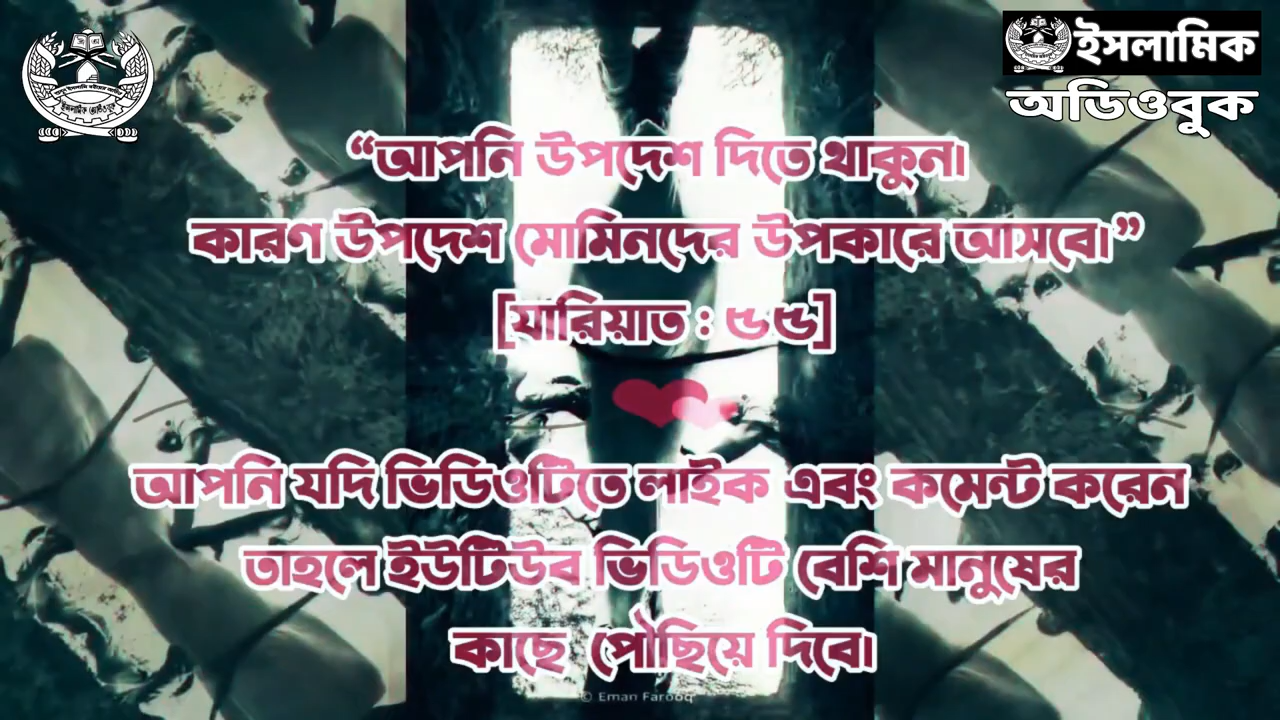 ইসলামিক
অডিওবুক
“আপনি উপদেশ দিতে থাকুন।
কারণ উপদেশ মোমিনদের উপকারে আসবে।”
[যারিয়াত : ৫৫]
আপনি যদি ভিডিওটিতে লাইক এবং কমেন্ট করেন
তাহলে ইউটিউব ভিডিওটি বেশি মানুষের
কাছে পৌছিয়ে দিবে।
© Eman Farooq